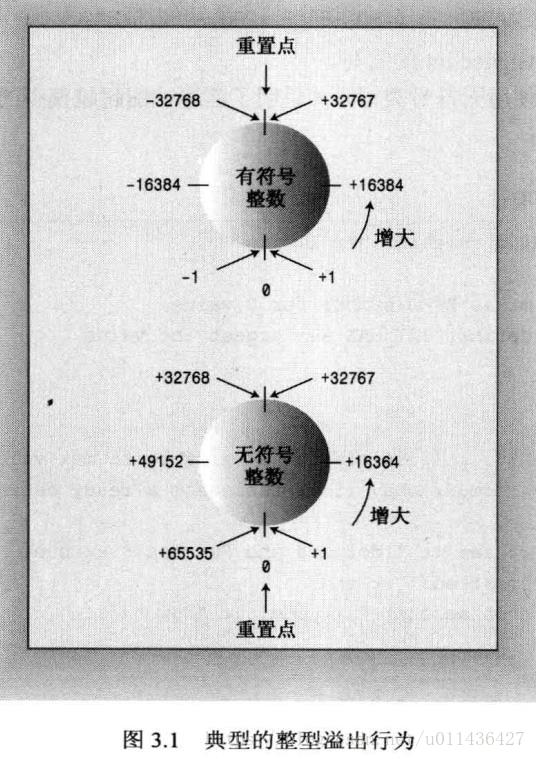 重置点
-32768 +32767
-16384 有符号 +16384
整数
增大
-1 +1
0
+32768 +32767
+49152 无符号 +16364
整数
增大
+65535 +1
0
重置点
图 3.1 典型的整型溢出行为
u011436427